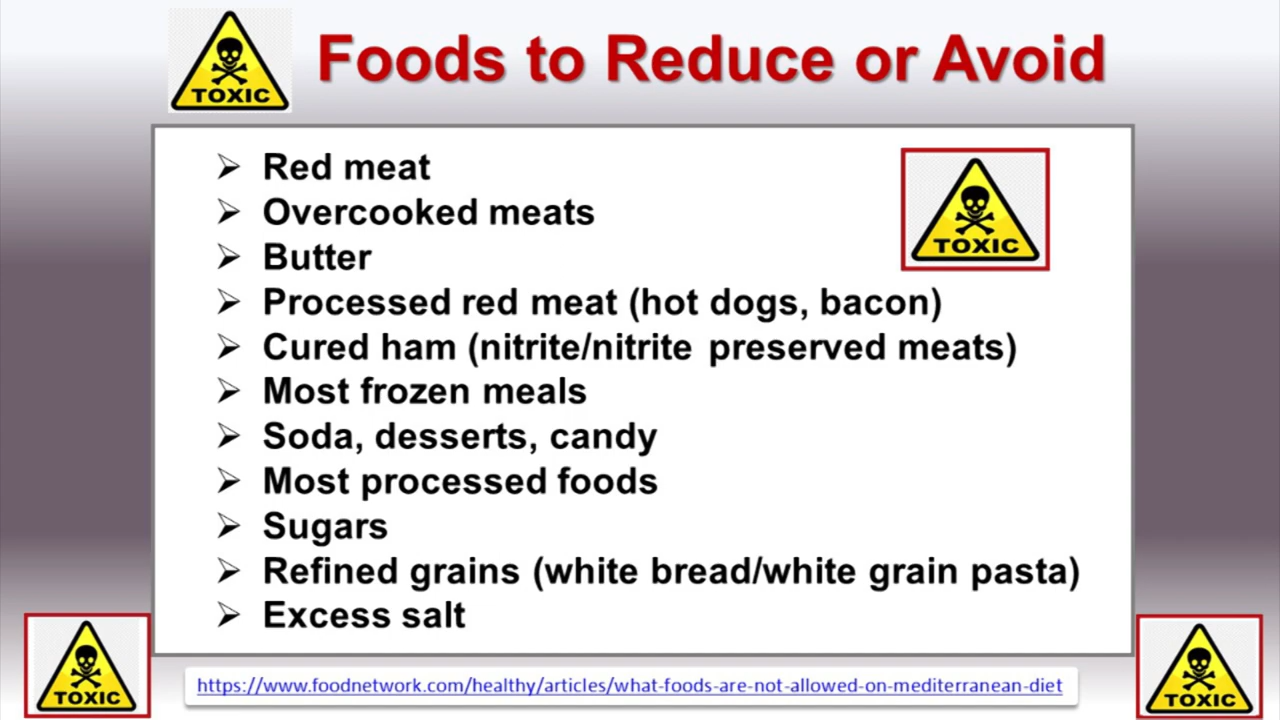 TOXIC
Foods to Reduce or Avoid
Red meat
TOXIC
Overcooked meats
Butter
Processed red meat (hot dogs, bacon)
Cured ham (nitrite/nitrite preserved meats)
Most frozen meals
Soda, desserts, candy
Most processed foods
Sugars
Refined grains (white bread/white grain pasta)
Excess salt
TOXIC
https://www.foodnetwork.com/healthy/articles/what-foods-are-not-allowed-on-mediterranean-diet
TOXIC